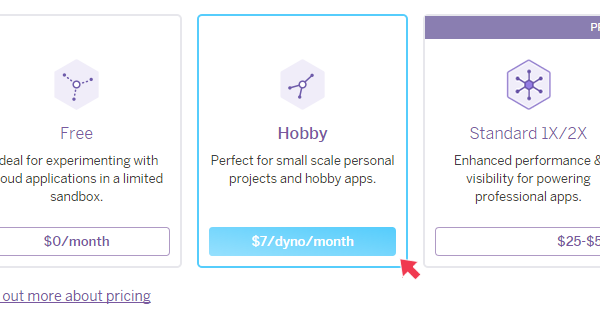 Free
deal for experimenting with
oud applications in a limited
sandbox.
$0/month
Hobby
Perfect for small scale personal
projects and hobby apps.
$7/dyno/month
PR
Standard 1X/2X
Enhanced performance &
visibility for powering
professional apps.
$25-$5
out more about pricing